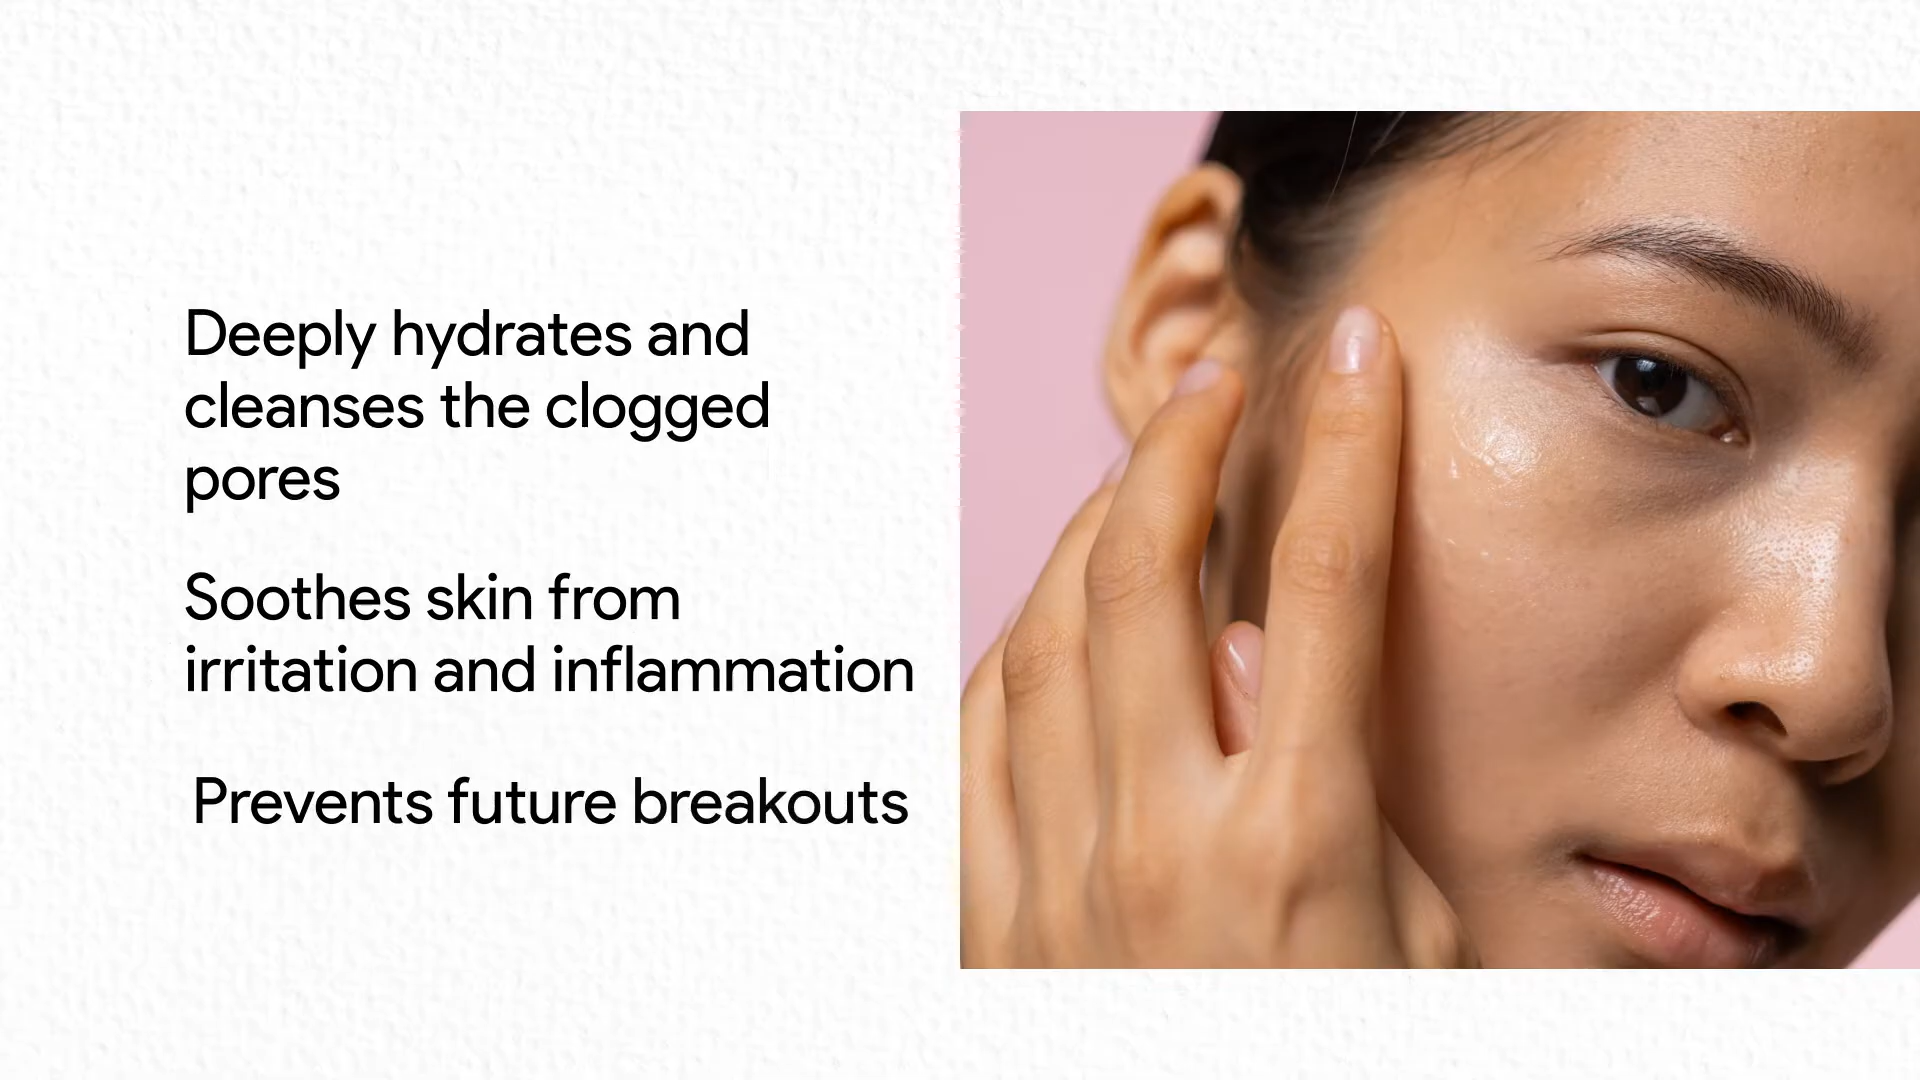 Deeply hydrates and
cleanses the clogged
pores
Soothes skin from
irritation and inflammation
Prevents future breakouts